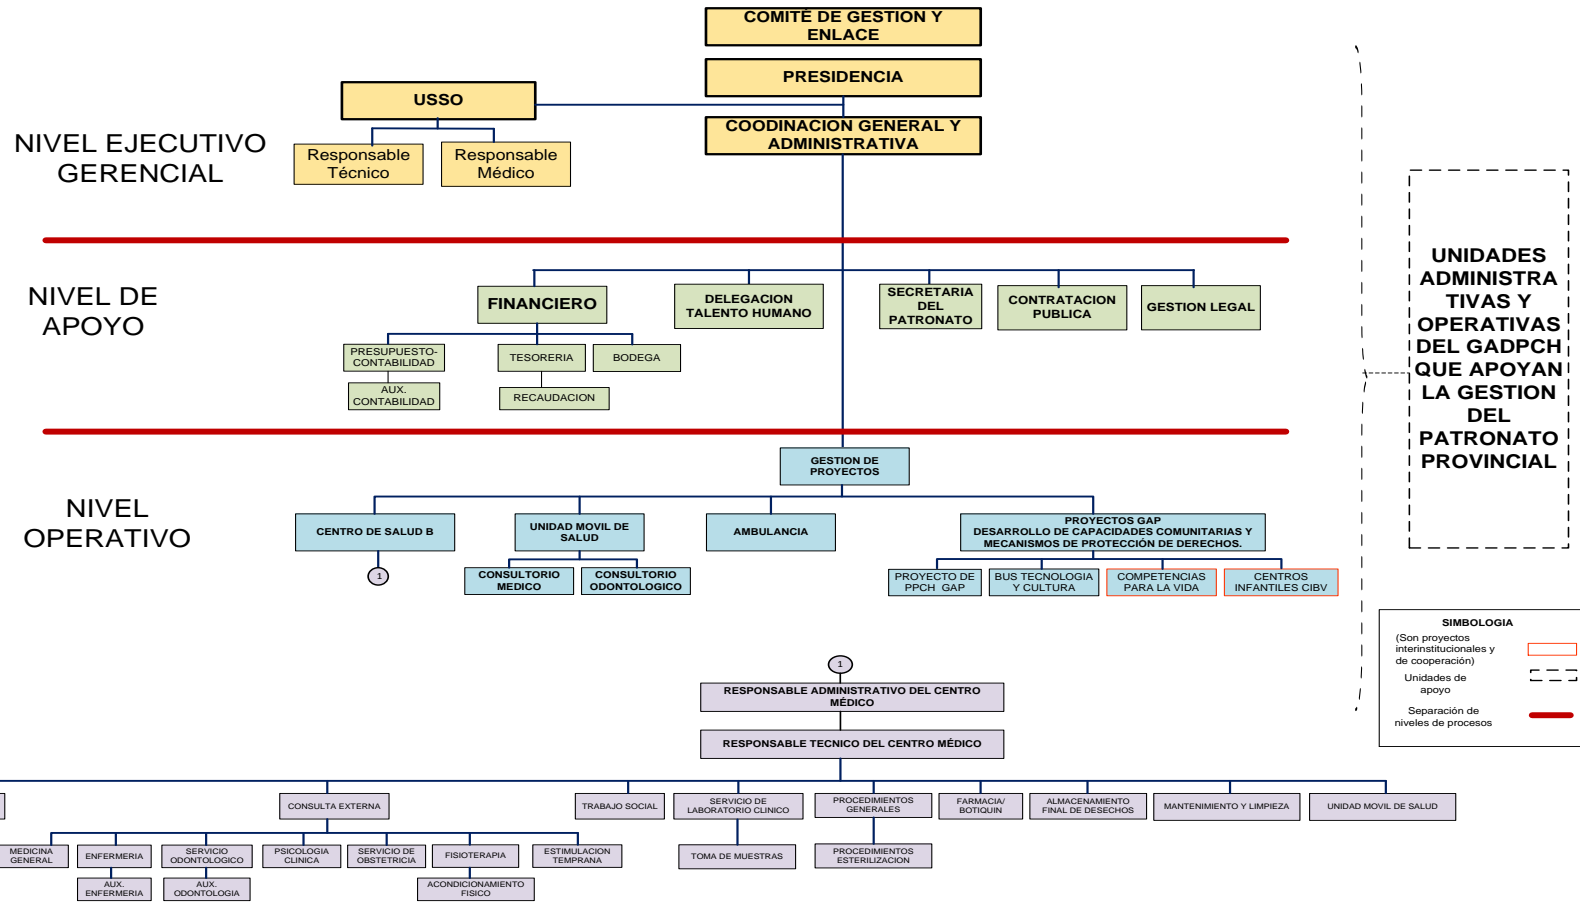 COMITÉ DE GESTION Y
ENLACE
PRESIDENCIA
USSO
COODINACION GENERAL Y
ADMINISTRATIVA
NIVEL EJECUTIVO
GERENCIAL
Responsable
Técnico
Responsable
Médico
UNIDADES
ADMINISTRA
TIVAS Y
OPERATIVAS
DEL GADPCH
QUE APOYAN
LA GESTION
DEL
PATRONATO
PROVINCIAL
NIVEL DE
APOYO
FINANCIERO
DELEGACION
TALENTO HUMANO
SECRETARIA
DEL
PATRONATO
CONTRATACION
PUBLICA
GESTION LEGAL
PRESUPUESTO-
CONTABILIDAD
TESORERIA
BODEGA
AUX.
CONTABILIDAD
RECAUDACION
GESTION DE
PROYECTOS
NIVEL
OPERATIVO
CENTRO DE SALUD B
UNIDAD MOVIL DE
SALUD
AMBULANCIA
PROYECTOS GAP
DESARROLLO DE CAPACIDADES COMUNITARIAS Y
MECANISMOS DE PROTECCIÓN DE DERECHOS.
1
CONSULTORIO
MEDICO
CONSULTORIO
ODONTOLOGICO
PROYECTO DE
PPCH GAP
BUS TECNOLOGIA
Y CULTURA
COMPETENCIAS
PARA LA VIDA
CENTROS
INFANTILES CIBV
SIMBOLOGIA
(Son proyectos
interinstitucionales y
de cooperación)
Unidades de
apoyo
Separación de
niveles de procesos
1
RESPONSABLE ADMINISTRATIVO DEL CENTRO
MÉDICO
RESPONSABLE TECNICO DEL CENTRO MÉDICO
CONSULTA EXTERNA
TRABAJO SOCIAL
SERVICIO DE
LABORATORIO CLINICO
PROCEDIMIENTOS
GENERALES
FARMACIA/
BOTIQUIN
ALMACENAMIENTO
FINAL DE DESECHOS
MANTENIMIENTO Y LIMPIEZA
UNIDAD MOVIL DE SALUD
MEDICINA
GENERAL
ENFERMERIA
SERVICIO
ODONTOLOGICO
PSICOLOGIA
CLINICA
SERVICIO DE
OBSTETRICIA
FISIOTERAPIA
ESTIMULACION
TEMPRANA
TOMA DE MUESTRAS
PROCEDIMIENTOS
ESTERILIZACION
AUX.
ENFERMERIA
AUX.
ODONTOLOGIA
ACONDICIONAMIENTO
FISICO